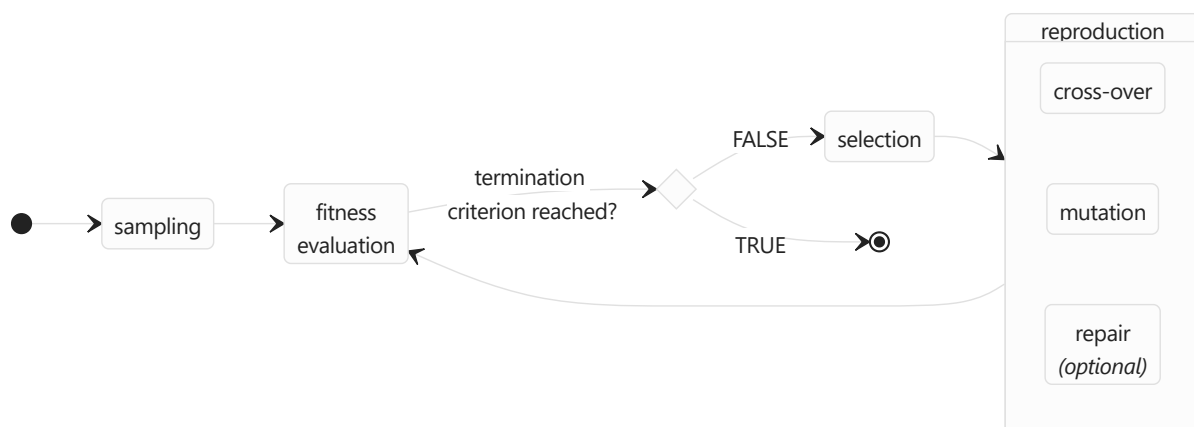 sampling
fitness
evaluation
termination
criterion reached?
FALSE
TRUE
selection
reproduction
cross-over
mutation
repair
(optional)